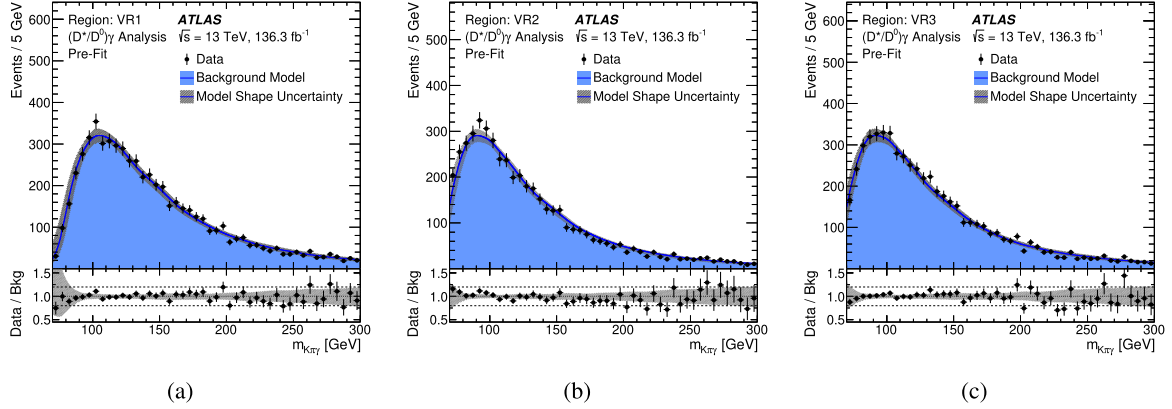 Region: VR1 ATLAS
(D*/D⁰)γ Analysis √s = 13 TeV, 136.3 fb⁻¹
Pre-Fit
Data
Background Model
Model Shape Uncertainty
Events / 5 GeV
600
500
400
300
200
100
Data / Bkg
1.5
1.0
0.5
100 150 200 250 300
m_Kπγ [GeV]
(a)
Region: VR2 ATLAS
(D*/D⁰)γ Analysis √s = 13 TeV, 136.3 fb⁻¹
Pre-Fit
Data
Background Model
Model Shape Uncertainty
Events / 5 GeV
500
400
300
200
100
Data / Bkg
1.5
1.0
0.5
100 150 200 250 300
m_Kπγ [GeV]
(b)
Region: VR3 ATLAS
(D*/D⁰)γ Analysis √s = 13 TeV, 136.3 fb⁻¹
Pre-Fit
Data
Background Model
Model Shape Uncertainty
Events / 5 GeV
600
500
400
300
200
100
Data / Bkg
1.5
1.0
0.5
100 150 200 250 300
m_Kπγ [GeV]
(c)